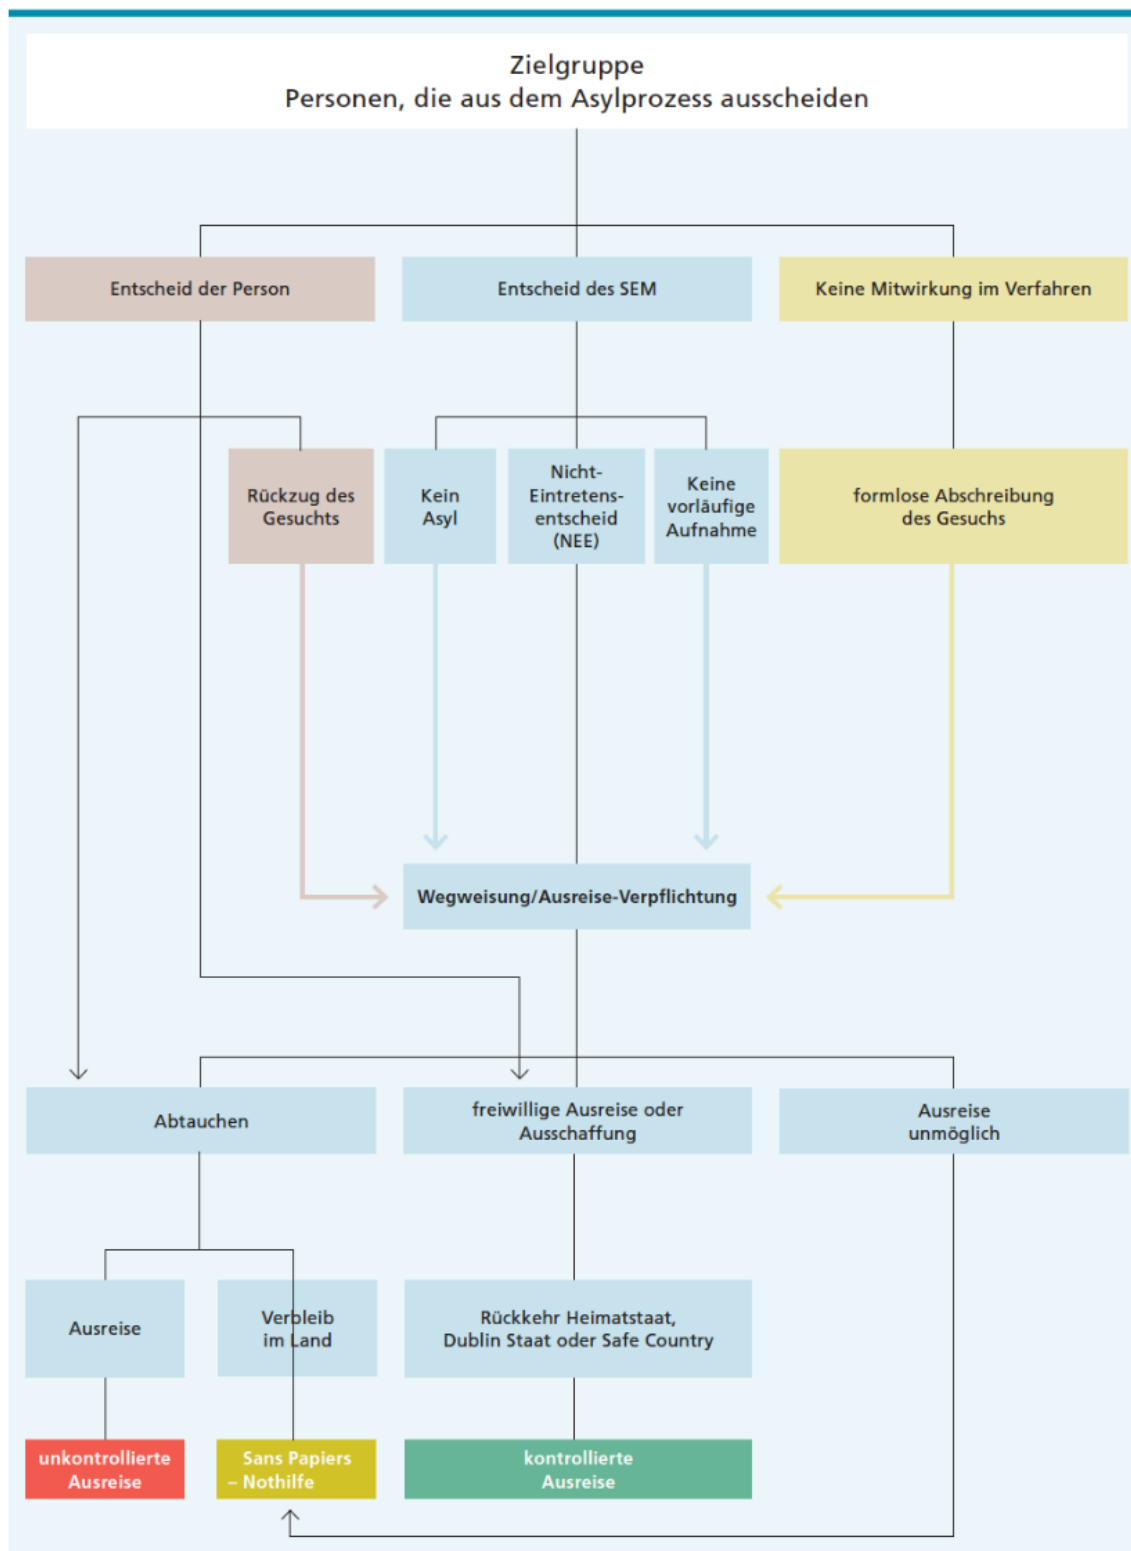 Zielgruppe
Personen, die aus dem Asylprozess ausscheiden
Entscheid der Person
Entscheid des SEM
Keine Mitwirkung im Verfahren
Rückzug des
Gesuchts
Kein
Asyl
Nicht-
Eintretens-
entscheid
(NEE)
Keine
vorläufige
Aufnahme
formlose Abschreibung
des Gesuchs
Wegweisung/Ausreise-Verpflichtung
Abtauchen
freiwillige Ausreise oder
Ausschaffung
Ausreise
unmöglich
Ausreise
Verbleib
im Land
Rückkehr Heimatstaat,
Dublin Staat oder Safe Country
unkontrollierte
Ausreise
Sans Papiers
– Nothilfe
kontrollierte
Ausreise